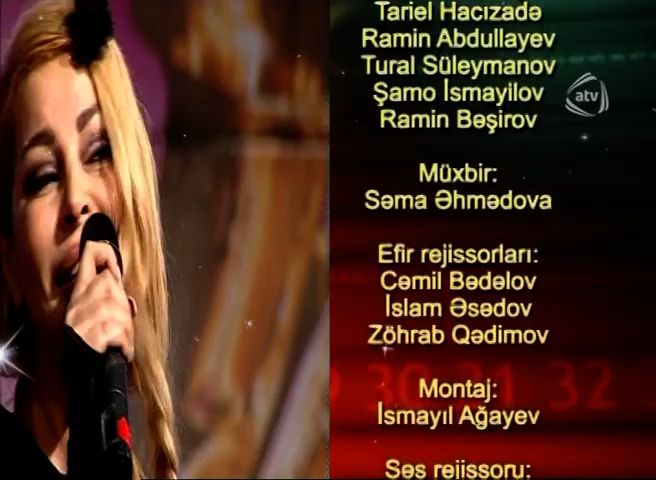 Tariel Hacızadə
Ramin Abdullayev
Tural Süleymanov
Şamo İsmayilov
Ramin Bəşirov
atv
Müxbir:
Səma Əhmədova
Efir rejissorları:
Cəmil Bədəlov
İslam Əsədov
Zöhrab Qədimov
30 31 32
Montaj:
İsmayıl Ağayev
Səs rejissoru: